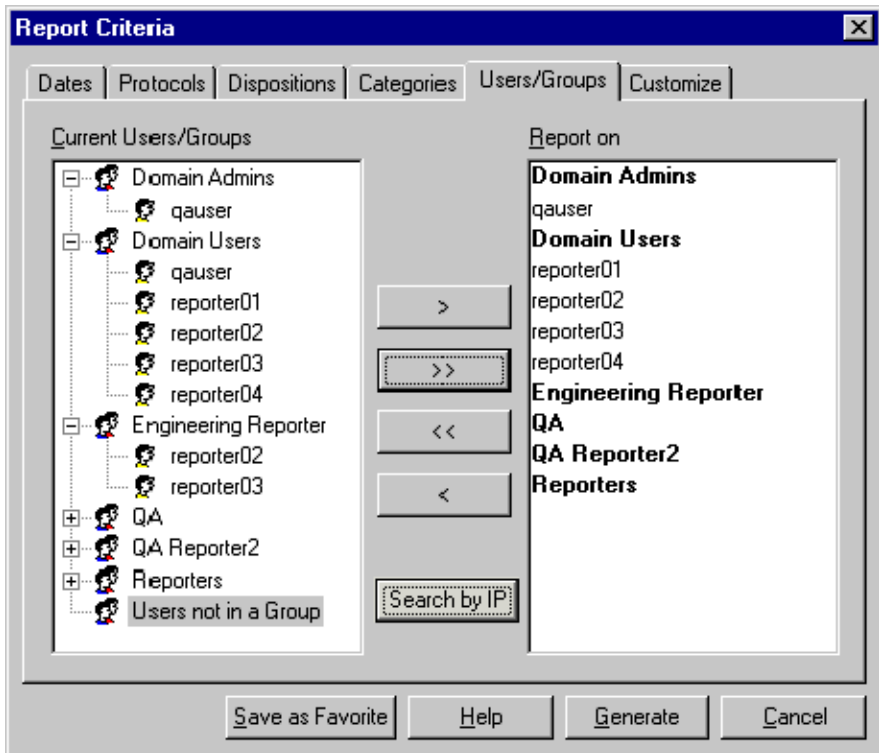 Report Criteria
Dates Protocols Dispositions Categories Users/Groups Customize
Current Users/Groups
Domain Admins
qauser
Domain Users
qauser
reporter01
reporter02
reporter03
reporter04
Engineering Reporter
reporter02
reporter03
QA
QA Reporter2
Reporters
Users not in a Group
>
>>
<<
<
Search by IP
Report on
Domain Admins
qauser
Domain Users
reporter01
reporter02
reporter03
reporter04
Engineering Reporter
QA
QA Reporter2
Reporters
Save as Favorite Help Generate Cancel